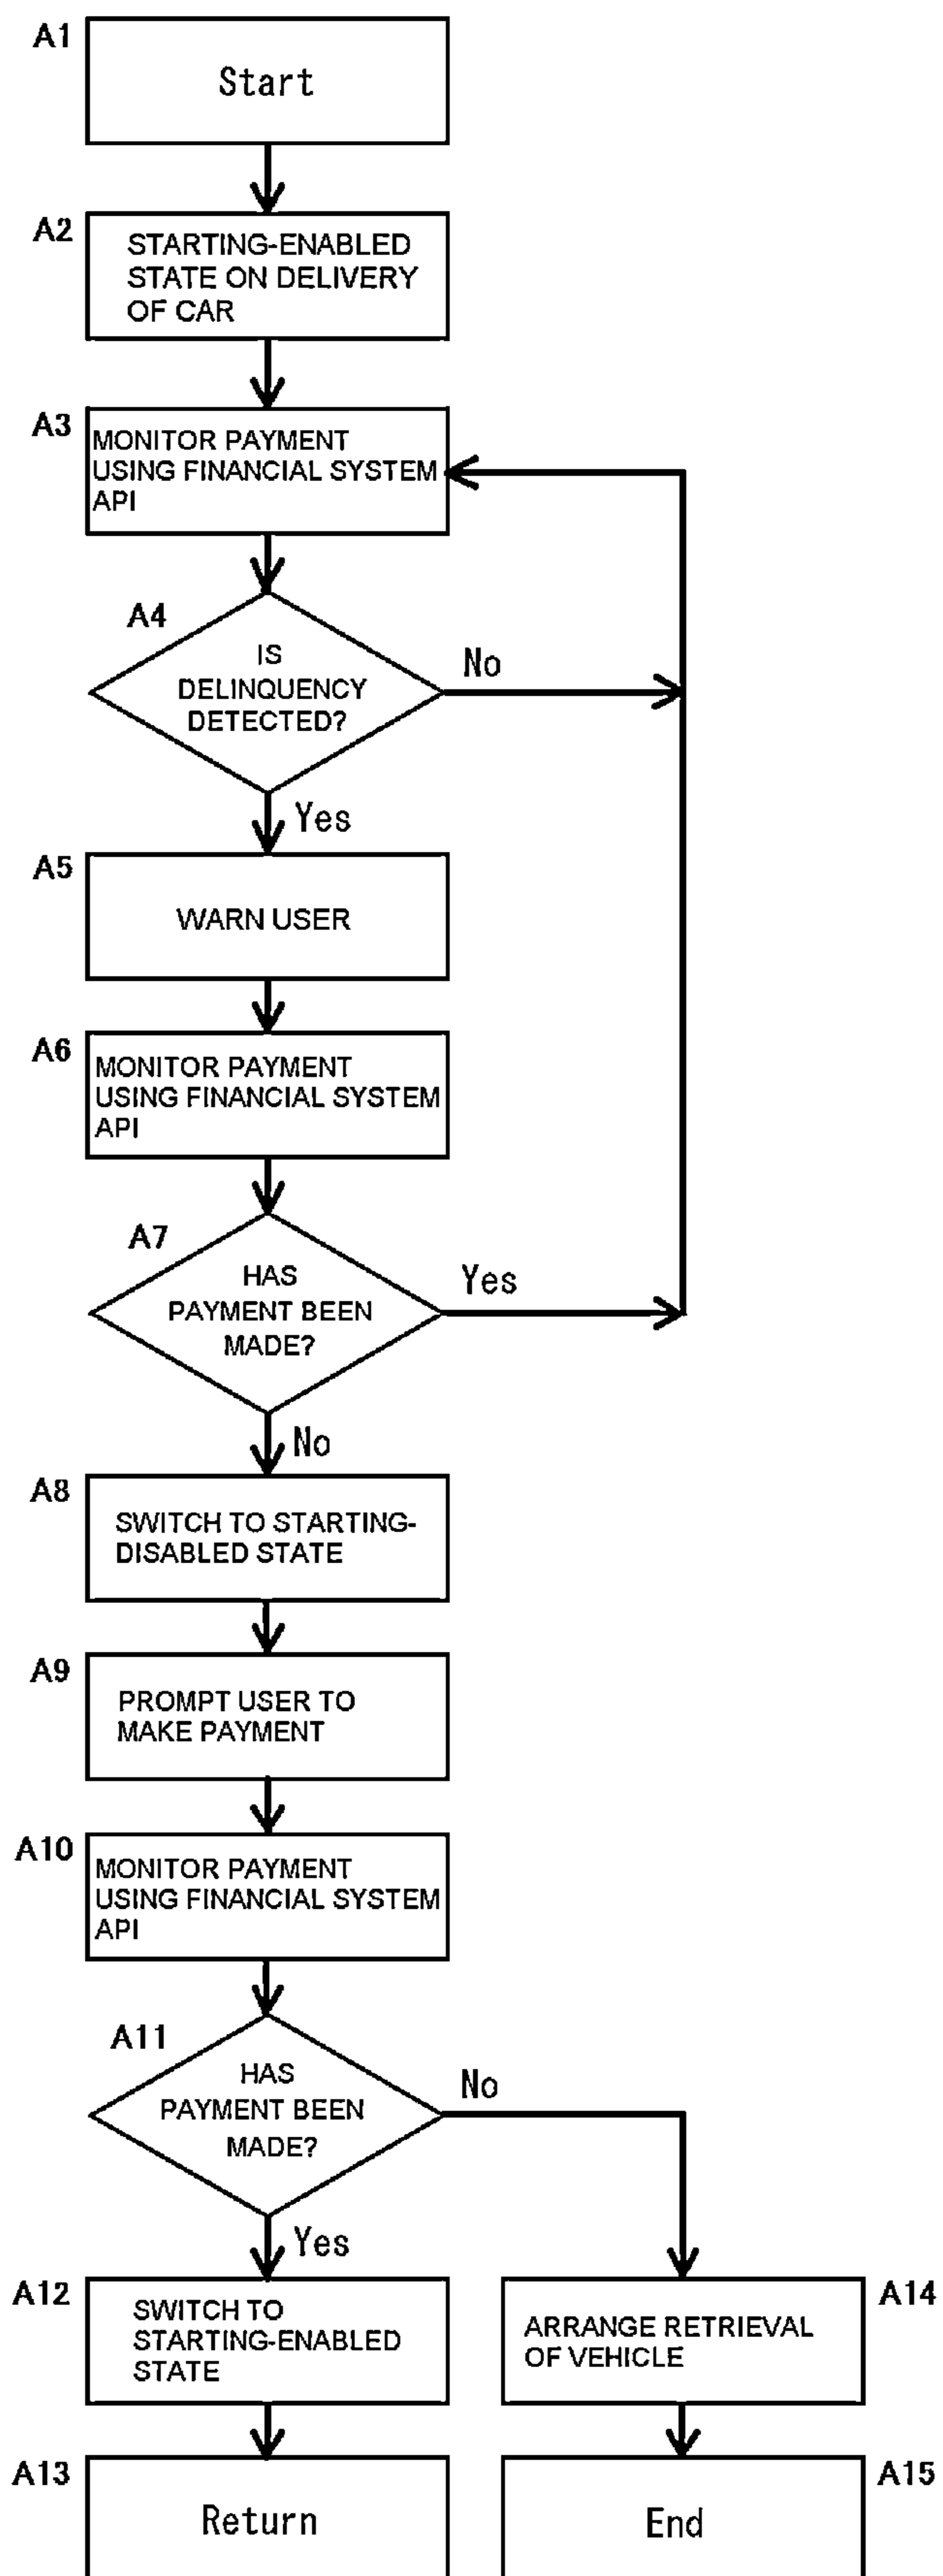 A1
Start
A2
STARTING-ENABLED
STATE ON DELIVERY
OF CAR
A3
MONITOR PAYMENT
USING FINANCIAL SYSTEM
API
A4
IS
DELINQUENCY
DETECTED?
No
Yes
A5
WARN USER
A6
MONITOR PAYMENT
USING FINANCIAL SYSTEM
API
A7
HAS
PAYMENT BEEN
MADE?
Yes
No
A8
SWITCH TO STARTING-
DISABLED STATE
A9
PROMPT USER TO
MAKE PAYMENT
A10
MONITOR PAYMENT
USING FINANCIAL SYSTEM
API
A11
HAS
PAYMENT BEEN
MADE?
No
Yes
A12
SWITCH TO
STARTING-ENABLED
STATE
A14
ARRANGE RETRIEVAL
OF VEHICLE
A13
Return
A15
End